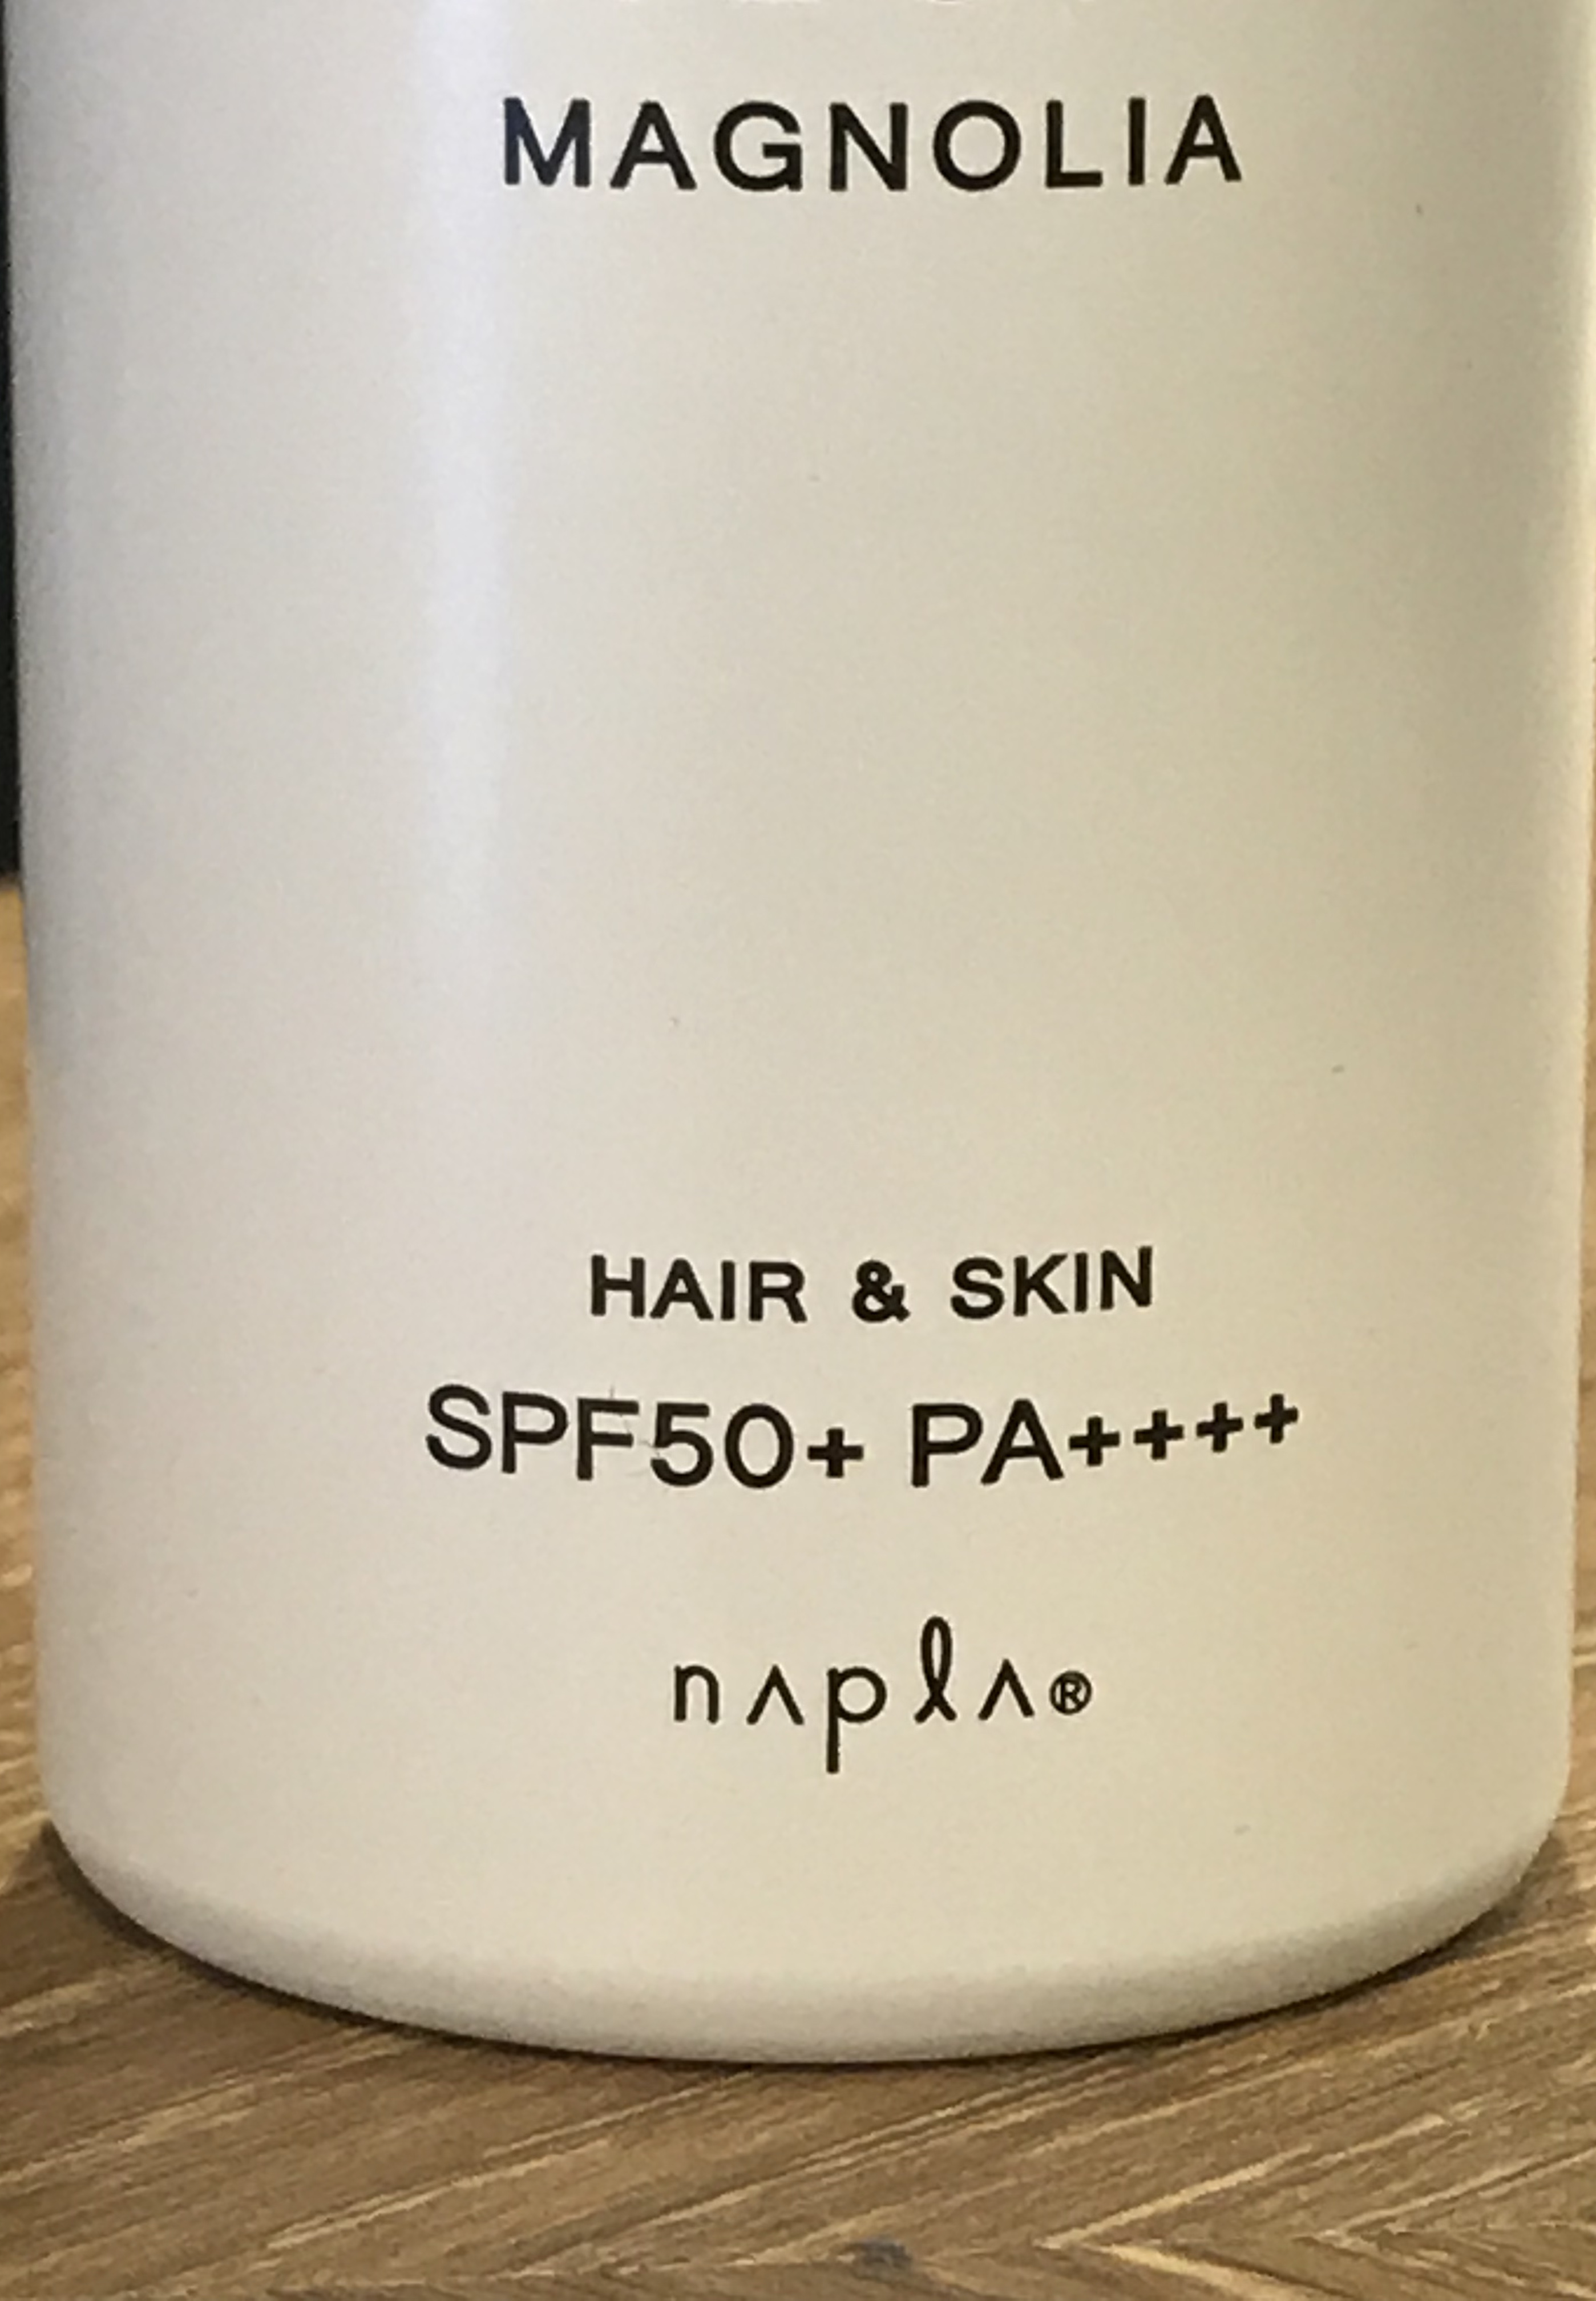 MAGNOLIA
HAIR & SKIN
SPF50+ PA++++
napla®